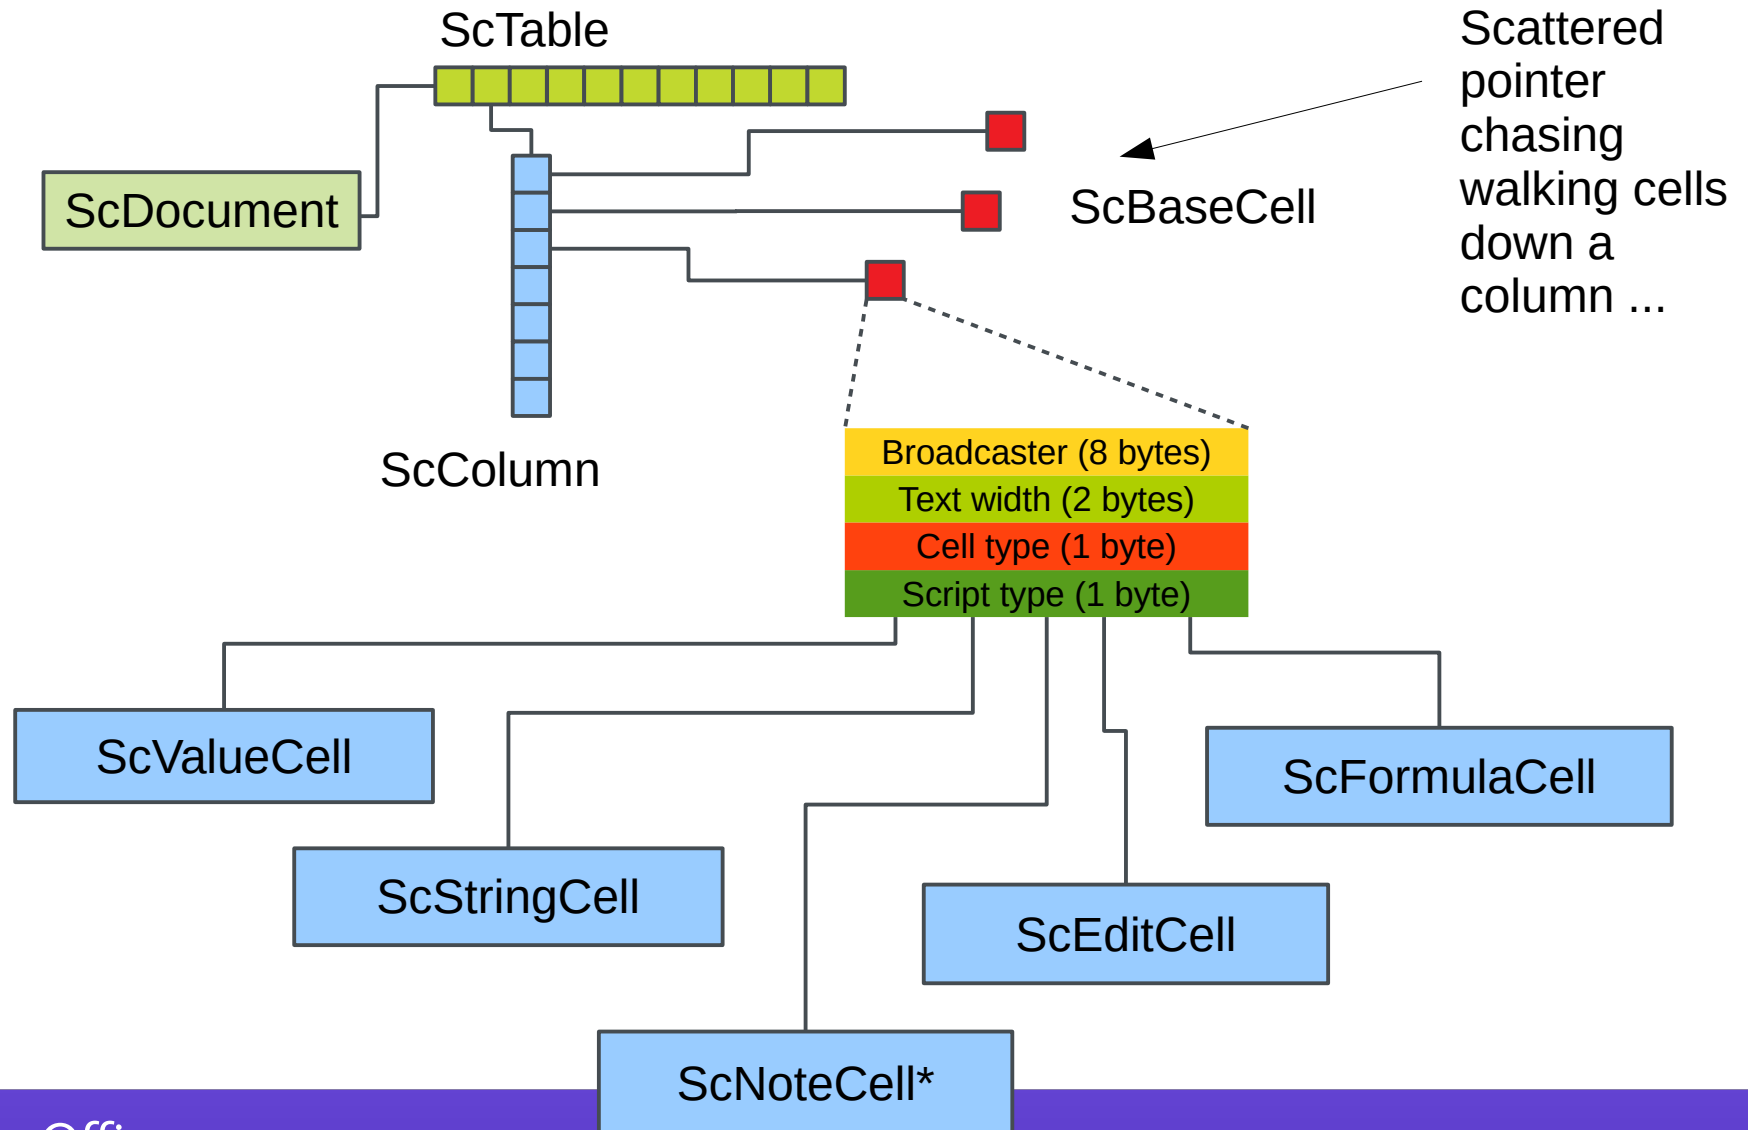 ScTable
Scattered
pointer
chasing
walking cells
down a
column ...
ScDocument
ScBaseCell
ScColumn
Broadcaster (8 bytes)
Text width (2 bytes)
Cell type (1 byte)
Script type (1 byte)
ScValueCell
ScFormulaCell
ScStringCell
ScEditCell
ScNoteCell*